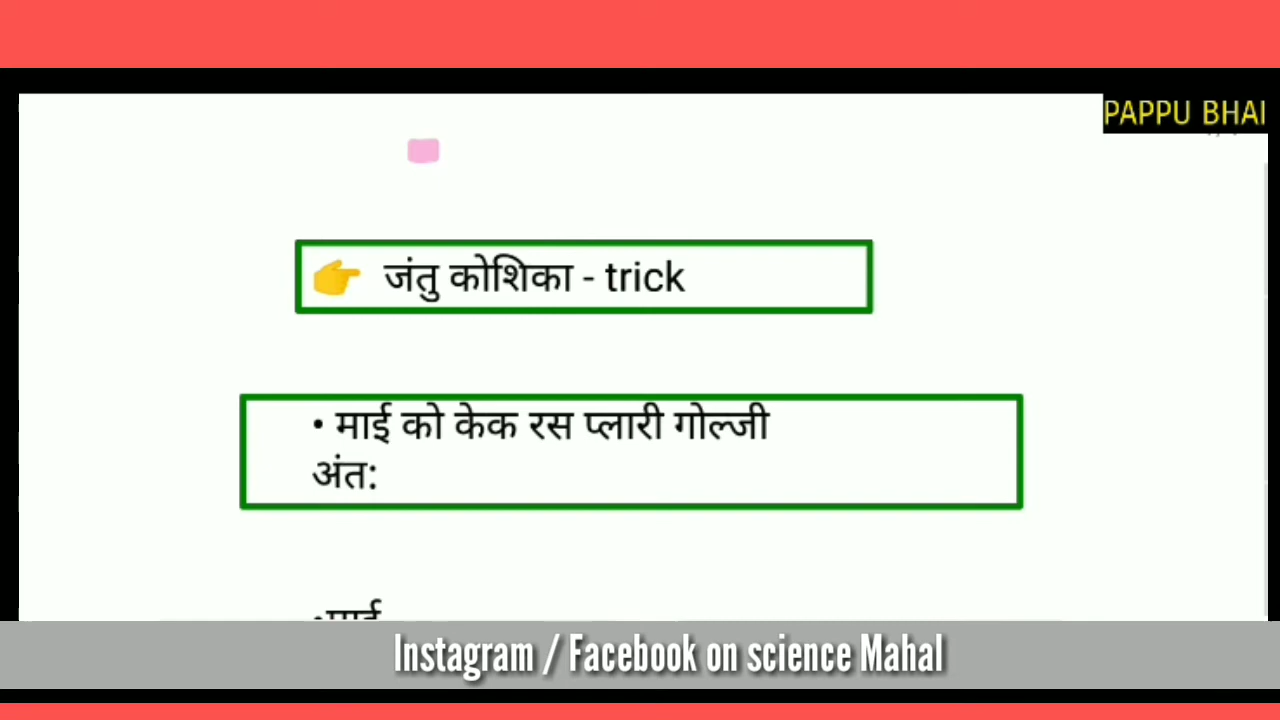 PAPPU BHAI
👉 जंतु कोशिका - trick
• माई को केक रस प्लारी गोल्जी
अंत:
•माई
Instagram / Facebook on science Mahal